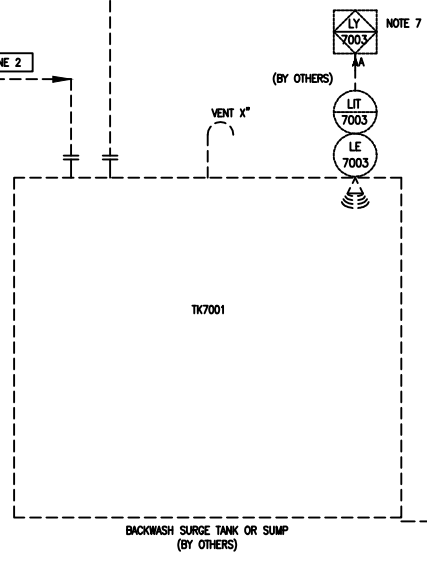 LY
7003
NOTE 7
AA
NE 2
(BY OTHERS)
LIT
7003
VENT X"
LE
7003
TK7001
BACKWASH SURGE TANK OR SUMP
(BY OTHERS)